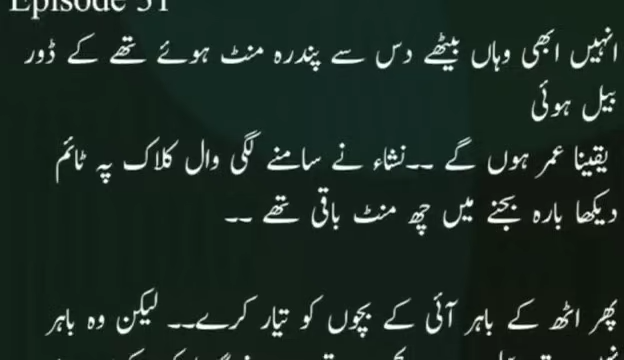 Episode 51
انہیں ابھی وہاں بیٹھے دس سے پندرہ منٹ ہوئے تھے کے ڈور
بیل ہوئی
یقینا عمر ہوں گے ۔۔نشاء نے سامنے لگی وال کلاک پہ ٹائم
دیکھا بارہ بجنے میں چھ منٹ باقی تھے ۔۔
پھر اٹھ کے باہر آئی کے بچوں کو تیار کرے۔۔ لیکن وہ باہر